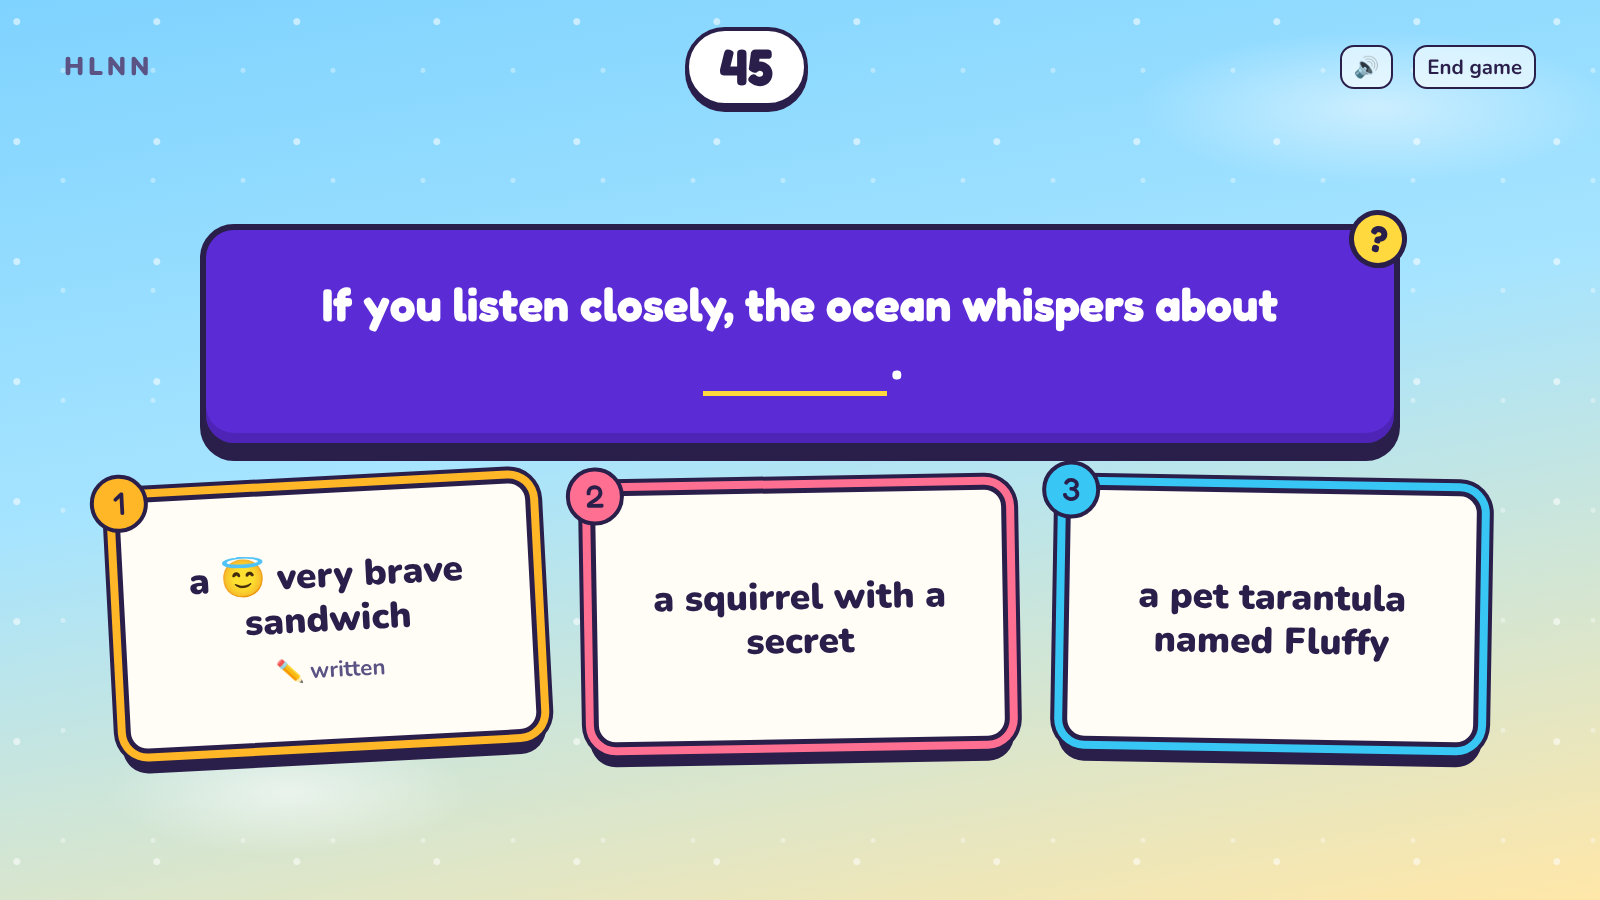 HLNN
45
🔊
End game
?
If you listen closely, the ocean whispers about
________.
1
a 😇 very brave
sandwich
✏️ written
2
a squirrel with a
secret
3
a pet tarantula
named Fluffy